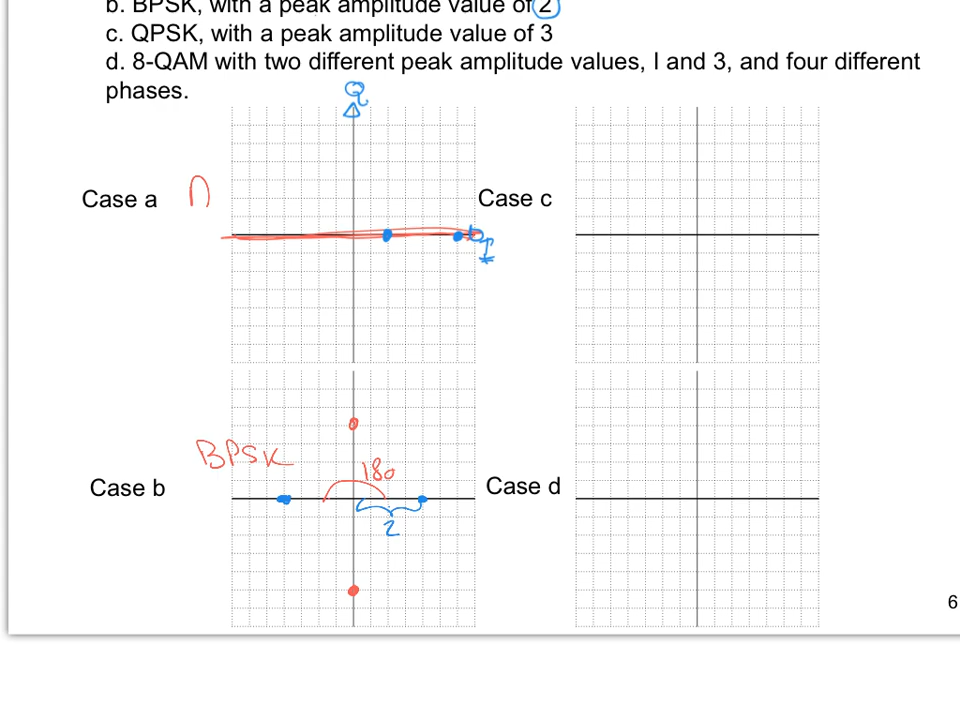 b. BPSK, with a peak amplitude value of 2
c. QPSK, with a peak amplitude value of 3
d. 8-QAM with two different peak amplitude values, I and 3, and four different
phases.
Q
Case a
Case c
I
BPSK
180
Case b
Case d
2
6